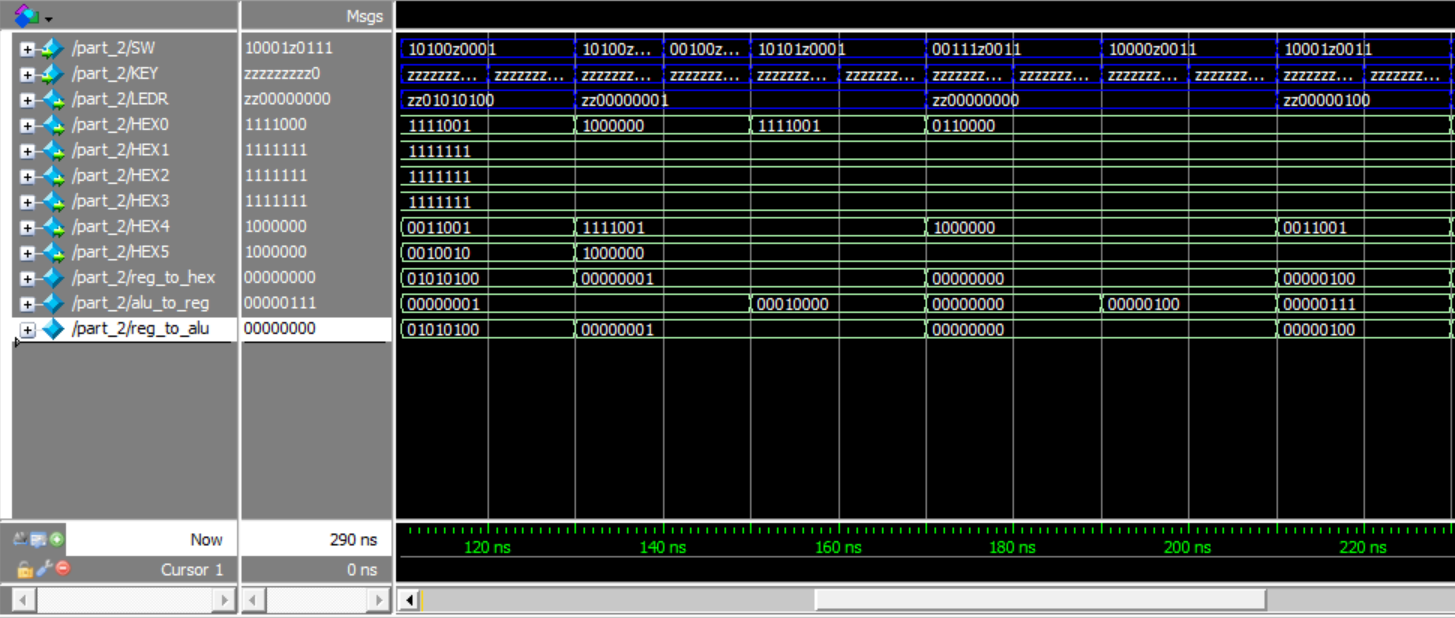 Msgs
/part_2/SW 10001z0111 10100z0001 10100z... 00100z... 10101z0001 00111z0011 10000z0011 10001z0011
/part_2/KEY zzzzzzzzz0 zzzzzzz... zzzzzzz... zzzzzzz... zzzzzzz... zzzzzzz... zzzzzzz... zzzzzzz... zzzzzzz... zzzzzzz... zzzzzzz... zzzzzzz... zzzzzzz...
/part_2/LEDR zz00000000 zz01010100 zz00000001 zz00000000 zz00000100
/part_2/HEX0 1111000 1111001 1000000 1111001 0110000
/part_2/HEX1 1111111 1111111
/part_2/HEX2 1111111 1111111
/part_2/HEX3 1111111 1111111
/part_2/HEX4 1000000 0011001 1111001 1000000 0011001
/part_2/HEX5 1000000 0010010 1000000
/part_2/reg_to_hex 00000000 01010100 00000001 00000000 00000100
/part_2/alu_to_reg 00000111 00000001 00010000 00000000 00000100 00000111
/part_2/reg_to_alu 00000000 01010100 00000001 00000000 00000100
Now 290 ns 120 ns 140 ns 160 ns 180 ns 200 ns 220 ns
Cursor 1 0 ns